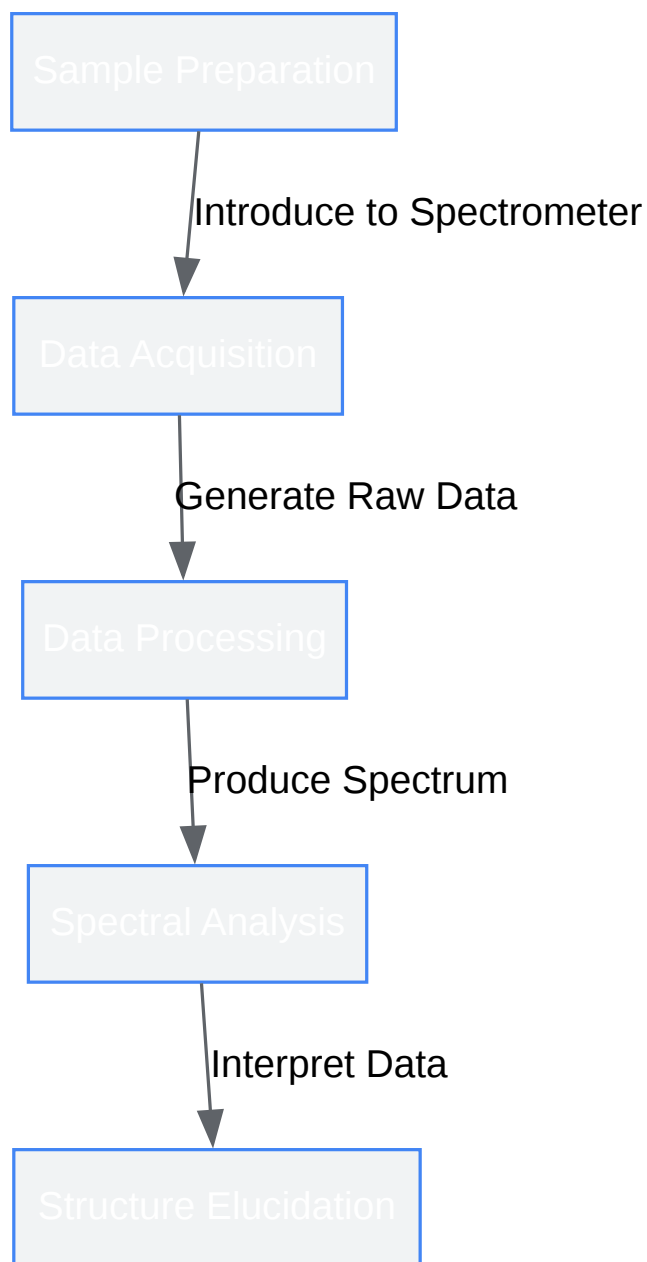 Sample Preparation
Introduce to Spectrometer
Data Acquisition
Generate Raw Data
Data Processing
Produce Spectrum
Spectral Analysis
Interpret Data
Structure Elucidation